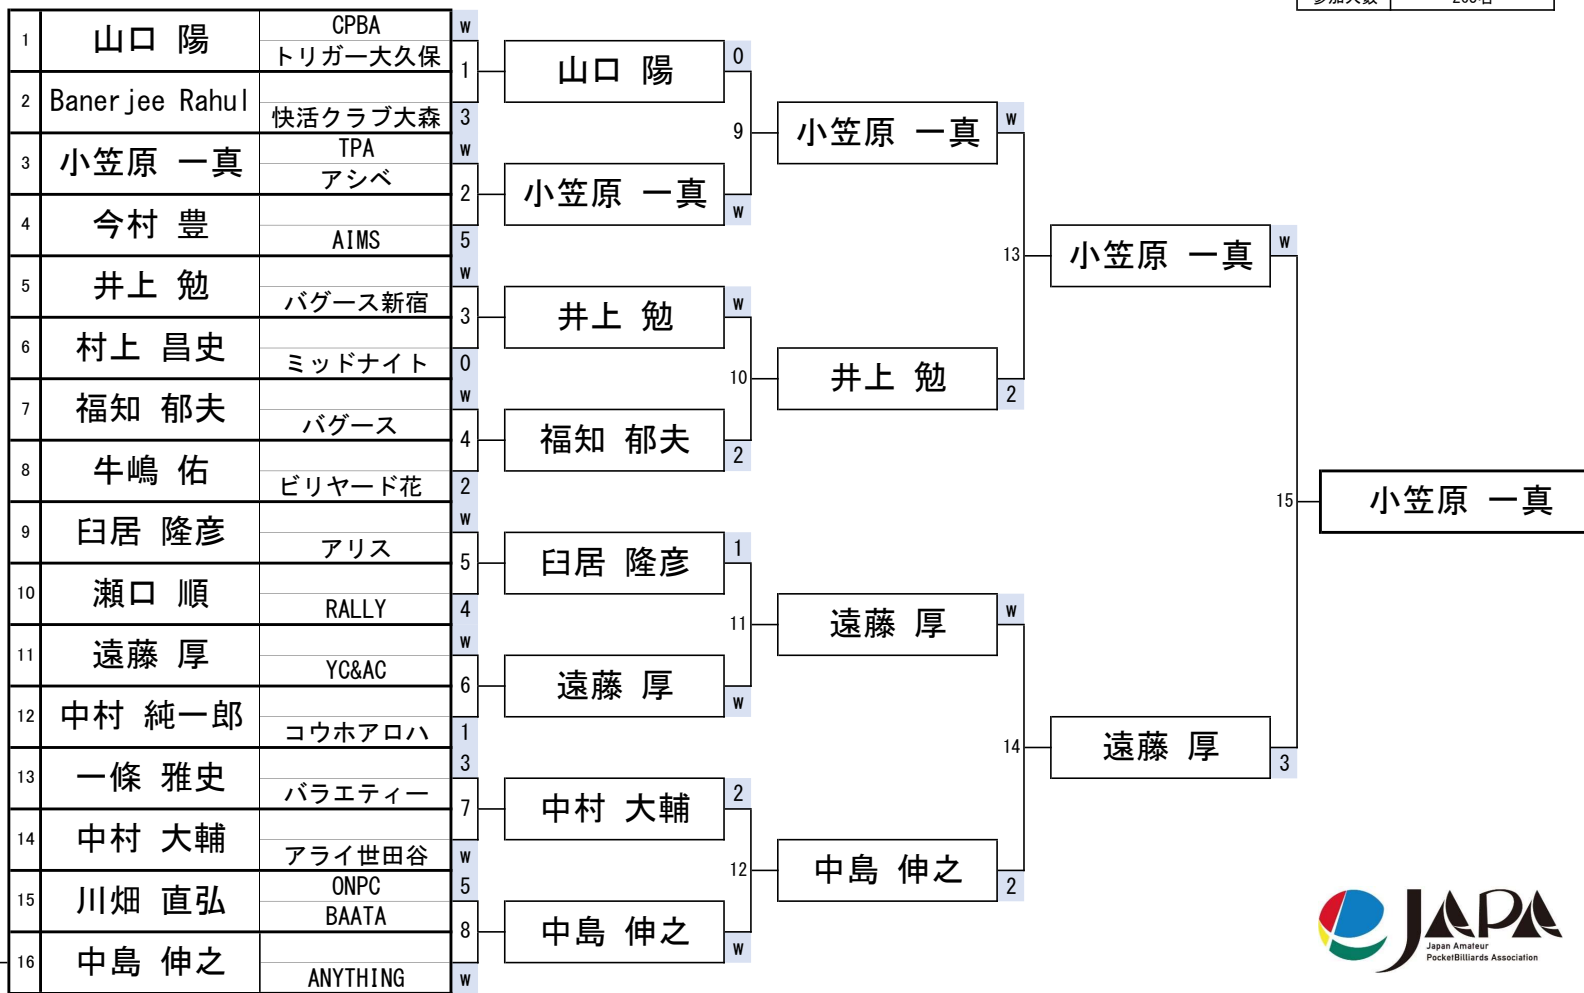 1 山口 陽 CPBA W
トリガー大久保
1 山口 陽 0
2 Banerjee Rahul 快活クラブ大森 3
9 小笠原 一真 W
3 小笠原 一真 TPA W
アシベ
2 小笠原 一真 W
4 今村 豊 AIMS 5
13 小笠原 一真 W
5 井上 勉 バグース新宿 W
3 井上 勉 W
6 村上 昌史 ミッドナイト 0
10 井上 勉 2
7 福知 郁夫 バグース W
4 福知 郁夫 2
8 牛嶋 佑 ビリヤード花 2
15 小笠原 一真
9 臼居 隆彦 アリス W
5 臼居 隆彦 1
10 瀬口 順 RALLY 4
11 遠藤 厚 W
11 遠藤 厚 YC&AC W
6 遠藤 厚 W
12 中村 純一郎 コウホアロハ 1
14 遠藤 厚 3
13 一條 雅史 バラエティー 3
7 中村 大輔 2
14 中村 大輔 アライ世田谷 W
12 中島 伸之 2
15 川畑 直弘 ONPC 5
BAATA
8 中島 伸之 W
16 中島 伸之 ANYTHING W
JAPA
Japan Amateur
PocketBilliards Association